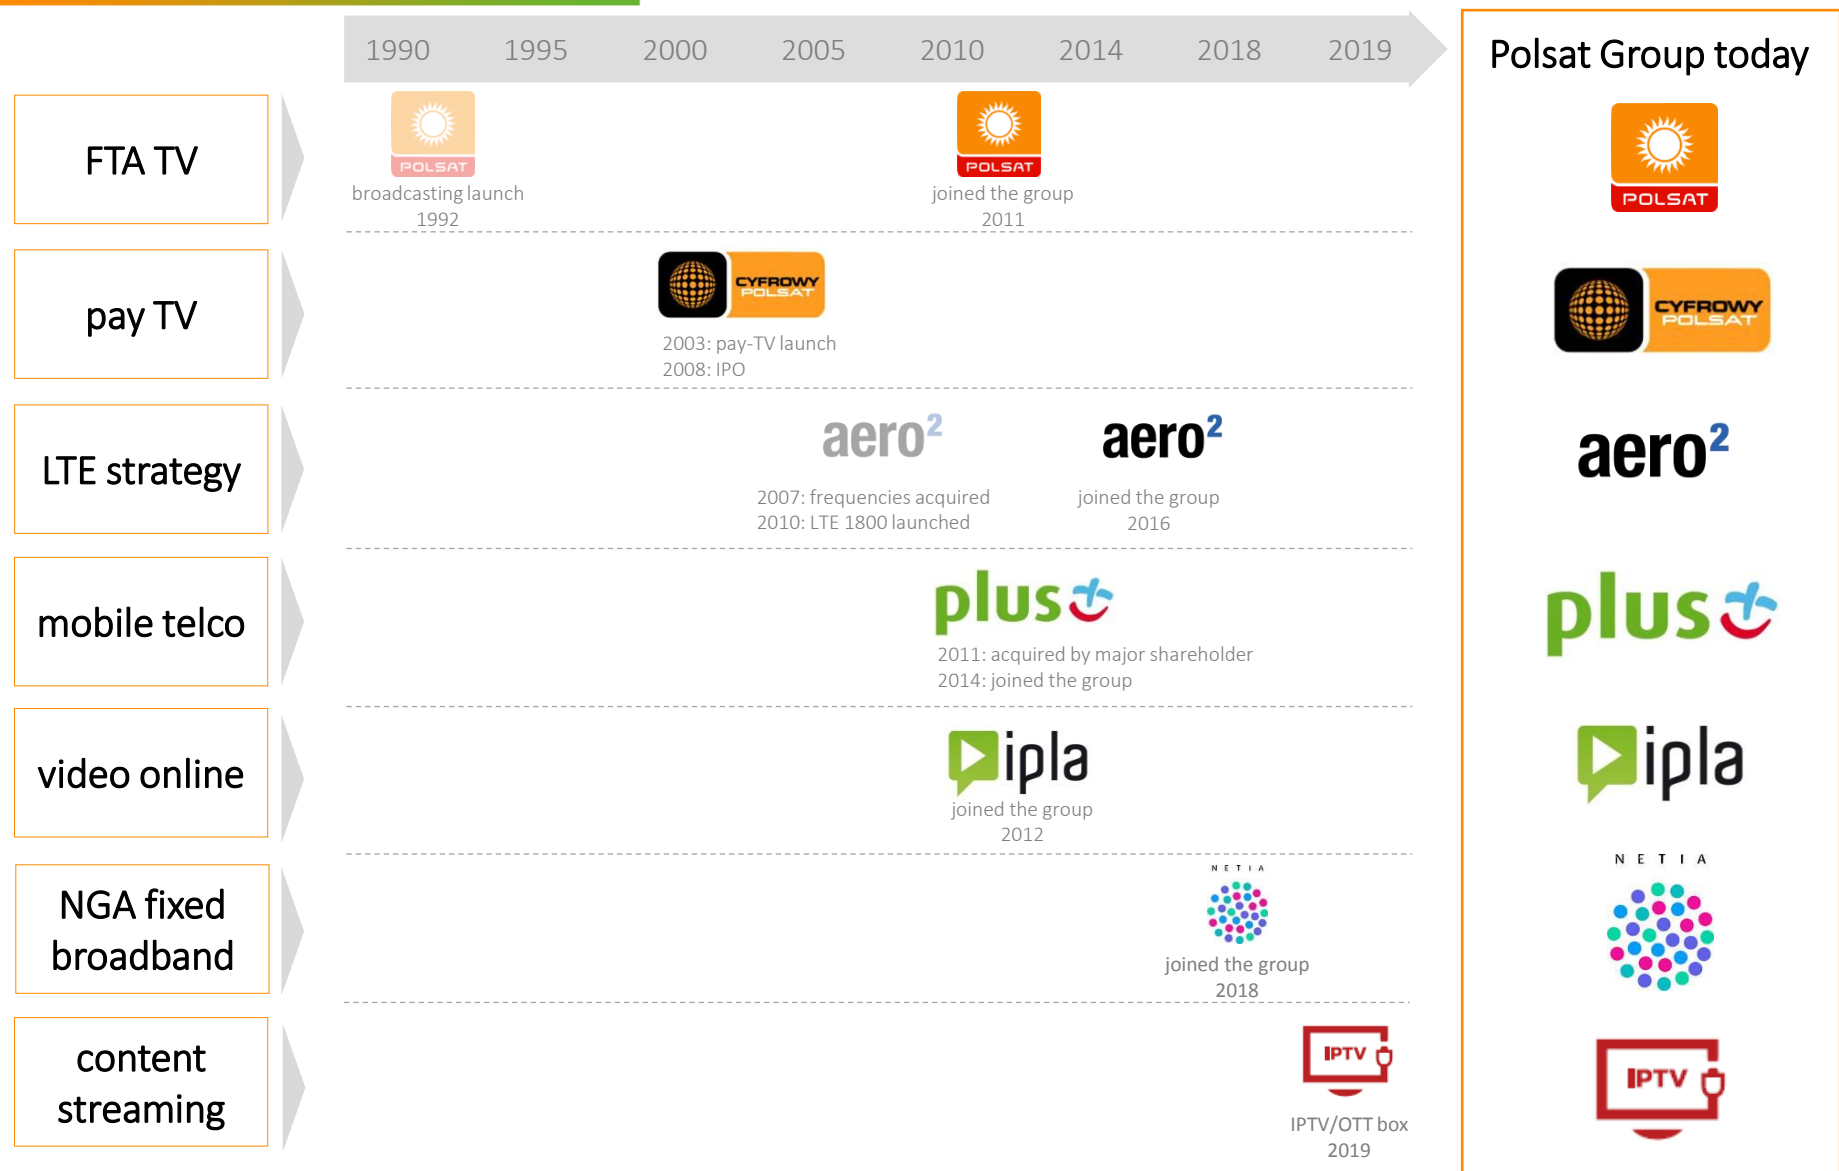 1990 1995 2000 2005 2010 2014 2018 2019
Polsat Group today
FTA TV
POLSAT
broadcasting launch
1992
POLSAT
joined the group
2011
POLSAT
pay TV
CYFROWY
POLSAT
2003: pay-TV launch
2008: IPO
CYFROWY
POLSAT
LTE strategy
aero2
2007: frequencies acquired
2010: LTE 1800 launched
aero2
joined the group
2016
aero2
mobile telco
plus
2011: acquired by major shareholder
2014: joined the group
plus
video online
ipla
joined the group
2012
ipla
NGA fixed
broadband
NETIA
joined the group
2018
NETIA
content
streaming
IPTV
IPTV/OTT box
2019
IPTV